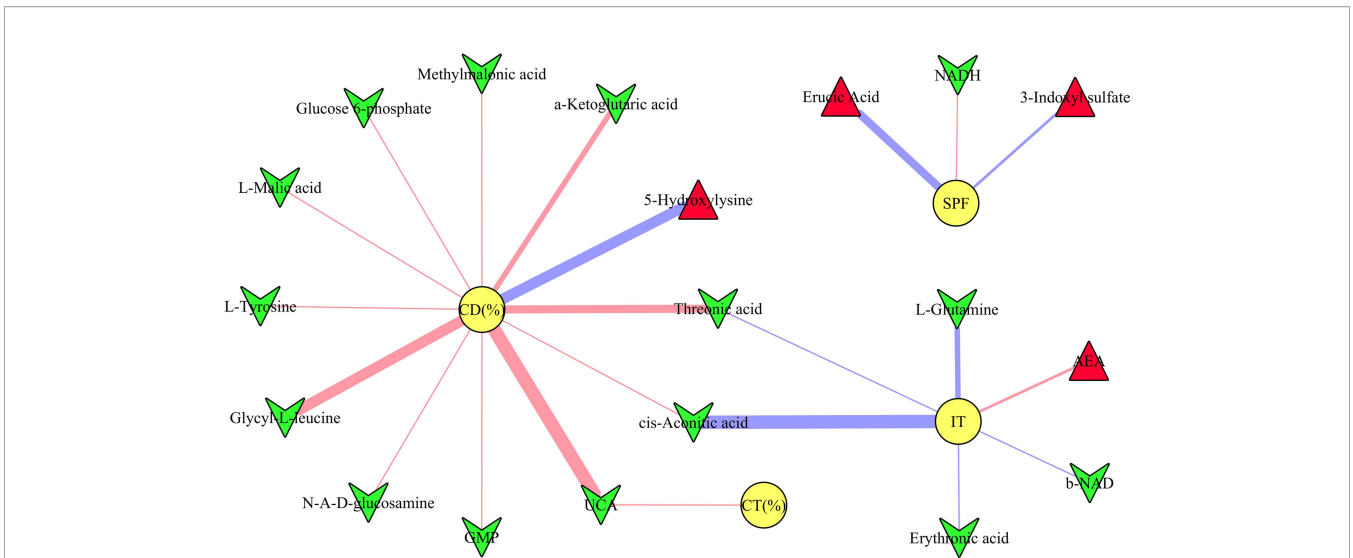 Methylmalonic acid
NADH
Glucose 6-phosphate
a-Ketoglutaric acid
Erucic Acid
3-Indoxyl sulfate
L-Malic acid
5-Hydroxylysine
SPF
L-Tyrosine
CD(%)
Threonic acid
L-Glutamine
AEA
Glycyl-L-leucine
cis-Aconitic acid
IT
b-NAD
N-A-D-glucosamine
UCA
CT(%)
GMP
Erythronic acid